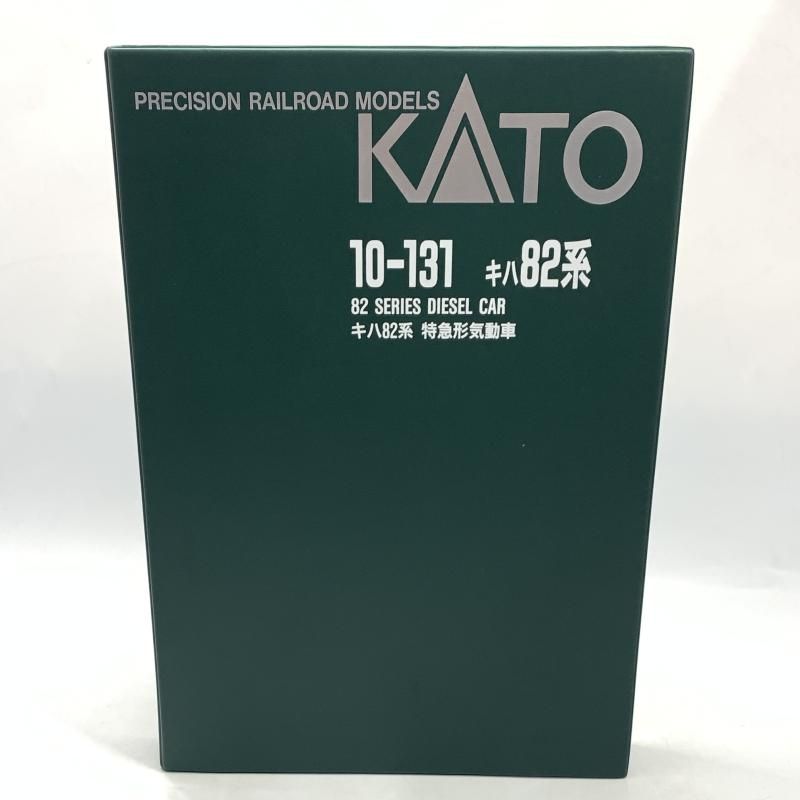 PRECISION RAILROAD MODELS
KATO
10-131 キハ82系
82 SERIES DIESEL CAR
キハ82系 特急形気動車